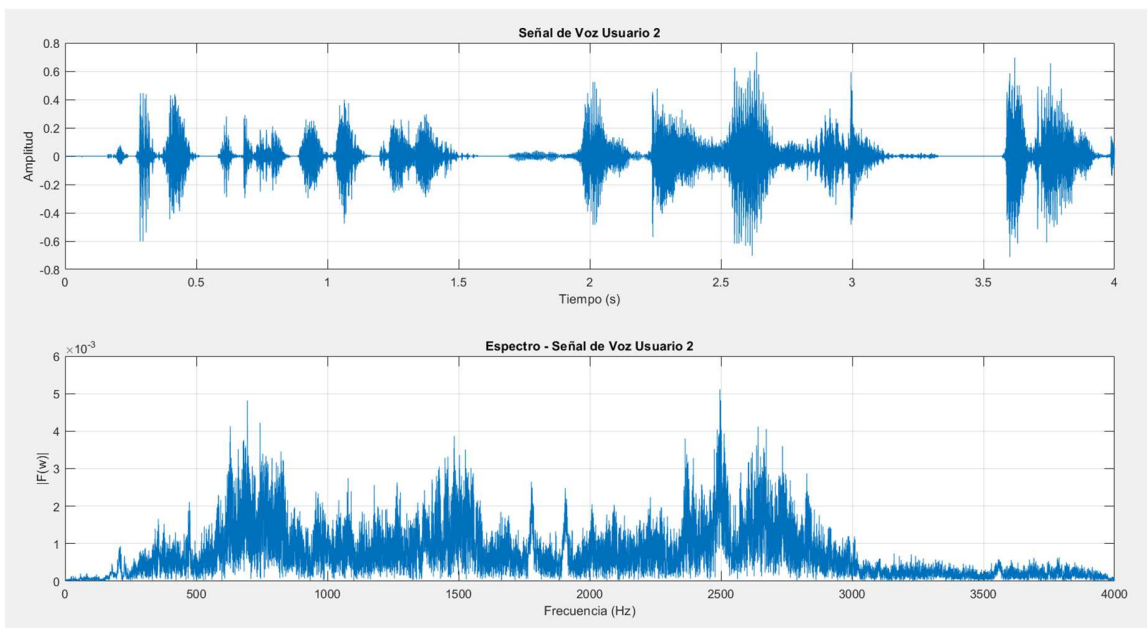 Señal de Voz Usuario 2
0.8
0.6
0.4
0.2
0
-0.2
-0.4
-0.6
-0.8
Amplitud
0 0.5 1 1.5 2 2.5 3 3.5 4
Tiempo (s)
Espectro - Señal de Voz Usuario 2
×10-3
6
5
4
3
2
1
0
|F(w)|
0 500 1000 1500 2000 2500 3000 3500 4000
Frecuencia (Hz)